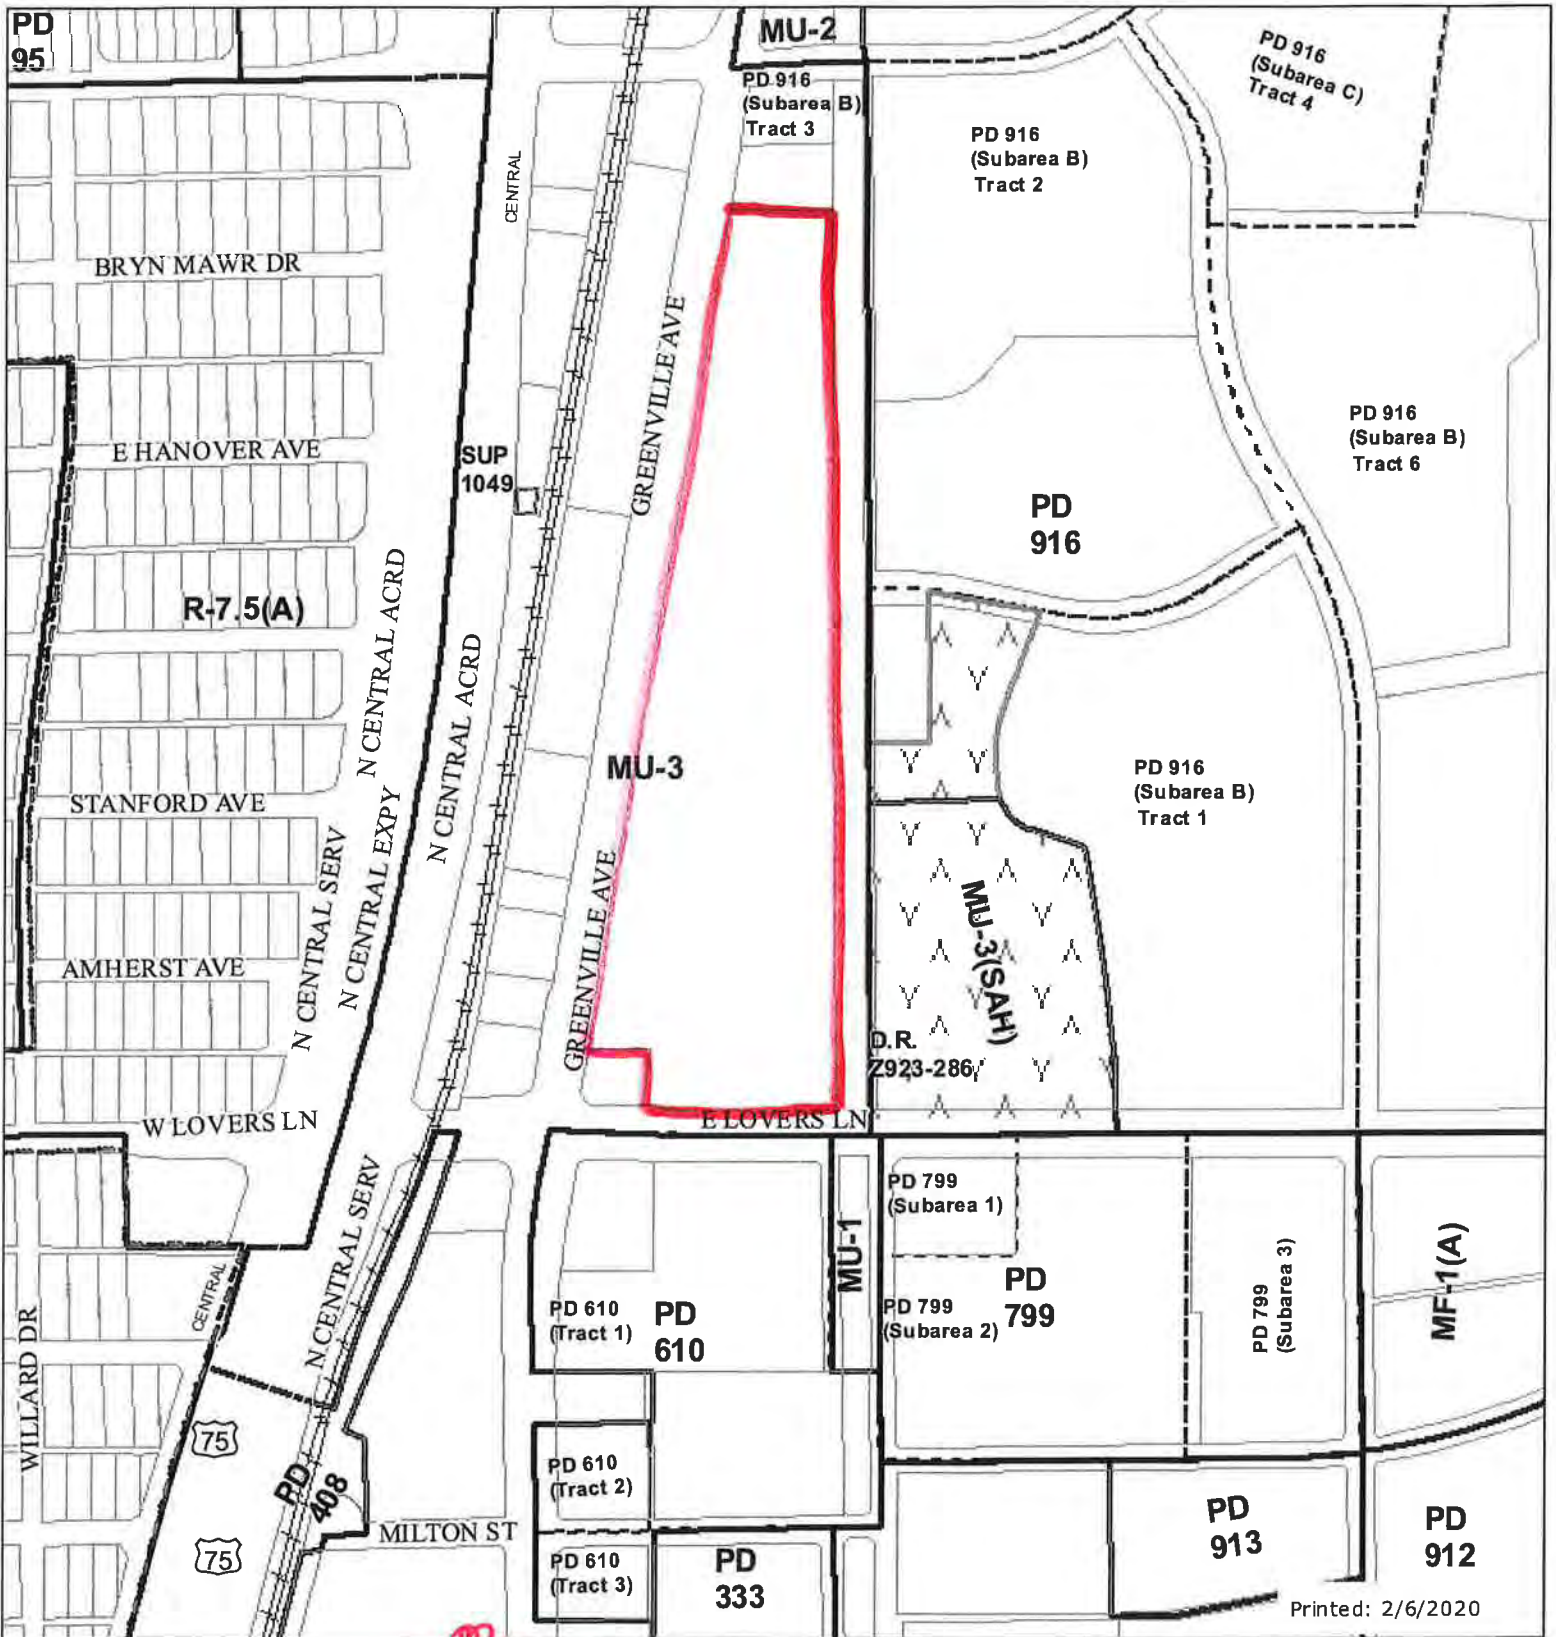 PD
95
MU-2
PD 916
(Subarea B)
Tract 3
PD 916
(Subarea C)
Tract 4
PD 916
(Subarea B)
Tract 2
CENTRAL
BRYN MAWR DR
GREENVILLE AVE
E HANOVER AVE
SUP
1049
PD 916
(Subarea B)
Tract 6
PD
916
R-7.5(A)
N CENTRAL ACRD
N CENTRAL ACRD
MU-3
PD 916
(Subarea B)
Tract 1
STANFORD AVE
N CENTRAL SERV
N CENTRAL EXPY
GREENVILLE AVE
MU-3(SAH)
AMHERST AVE
D.R.
Z923-286
W LOVERS LN
E LOVERS LN
N CENTRAL SERV
PD 799
(Subarea 1)
MU-1
PD 799
(Subarea 3)
MF-1(A)
CENTRAL
WILLARD DR
PD 610
(Tract 1)
PD
610
PD 799
(Subarea 2)
PD
799
75
PD
408
PD 610
(Tract 2)
75
MILTON ST
PD 610
(Tract 3)
PD
333
PD
913
PD
912
Printed: 2/6/2020